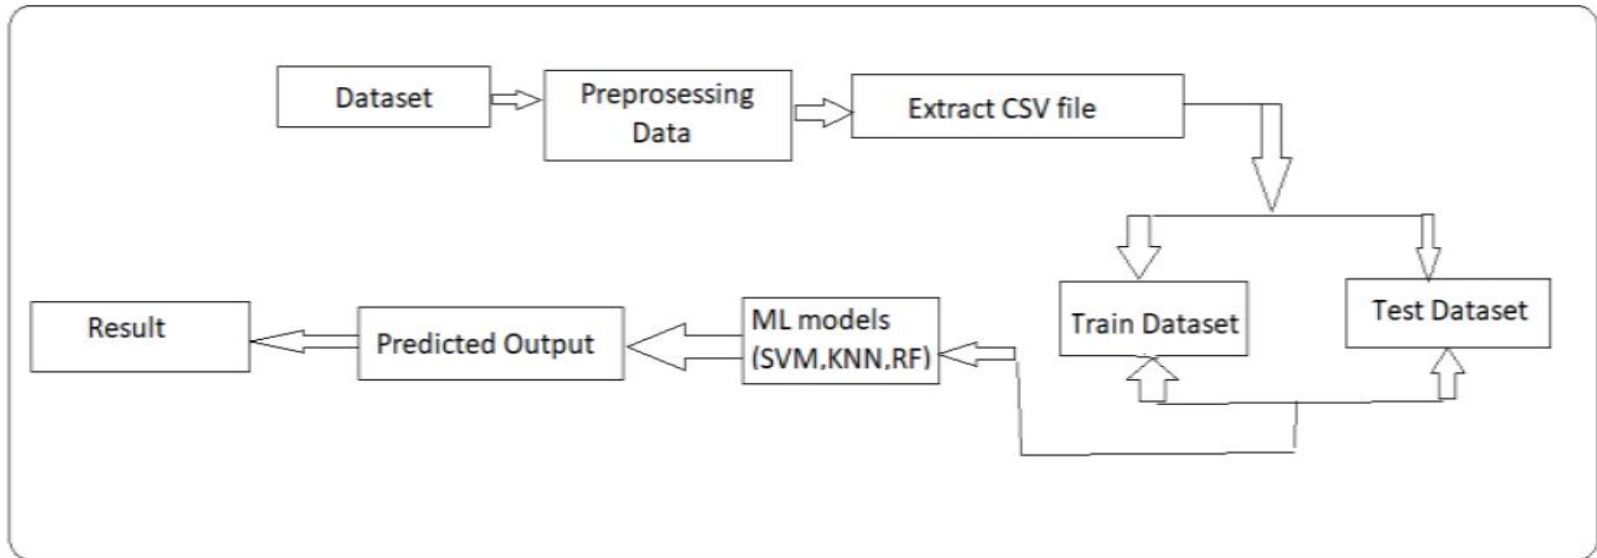 Dataset
Preprosessing
Data
Extract CSV file
Train Dataset
Test Dataset
ML models
(SVM,KNN,RF)
Predicted Output
Result